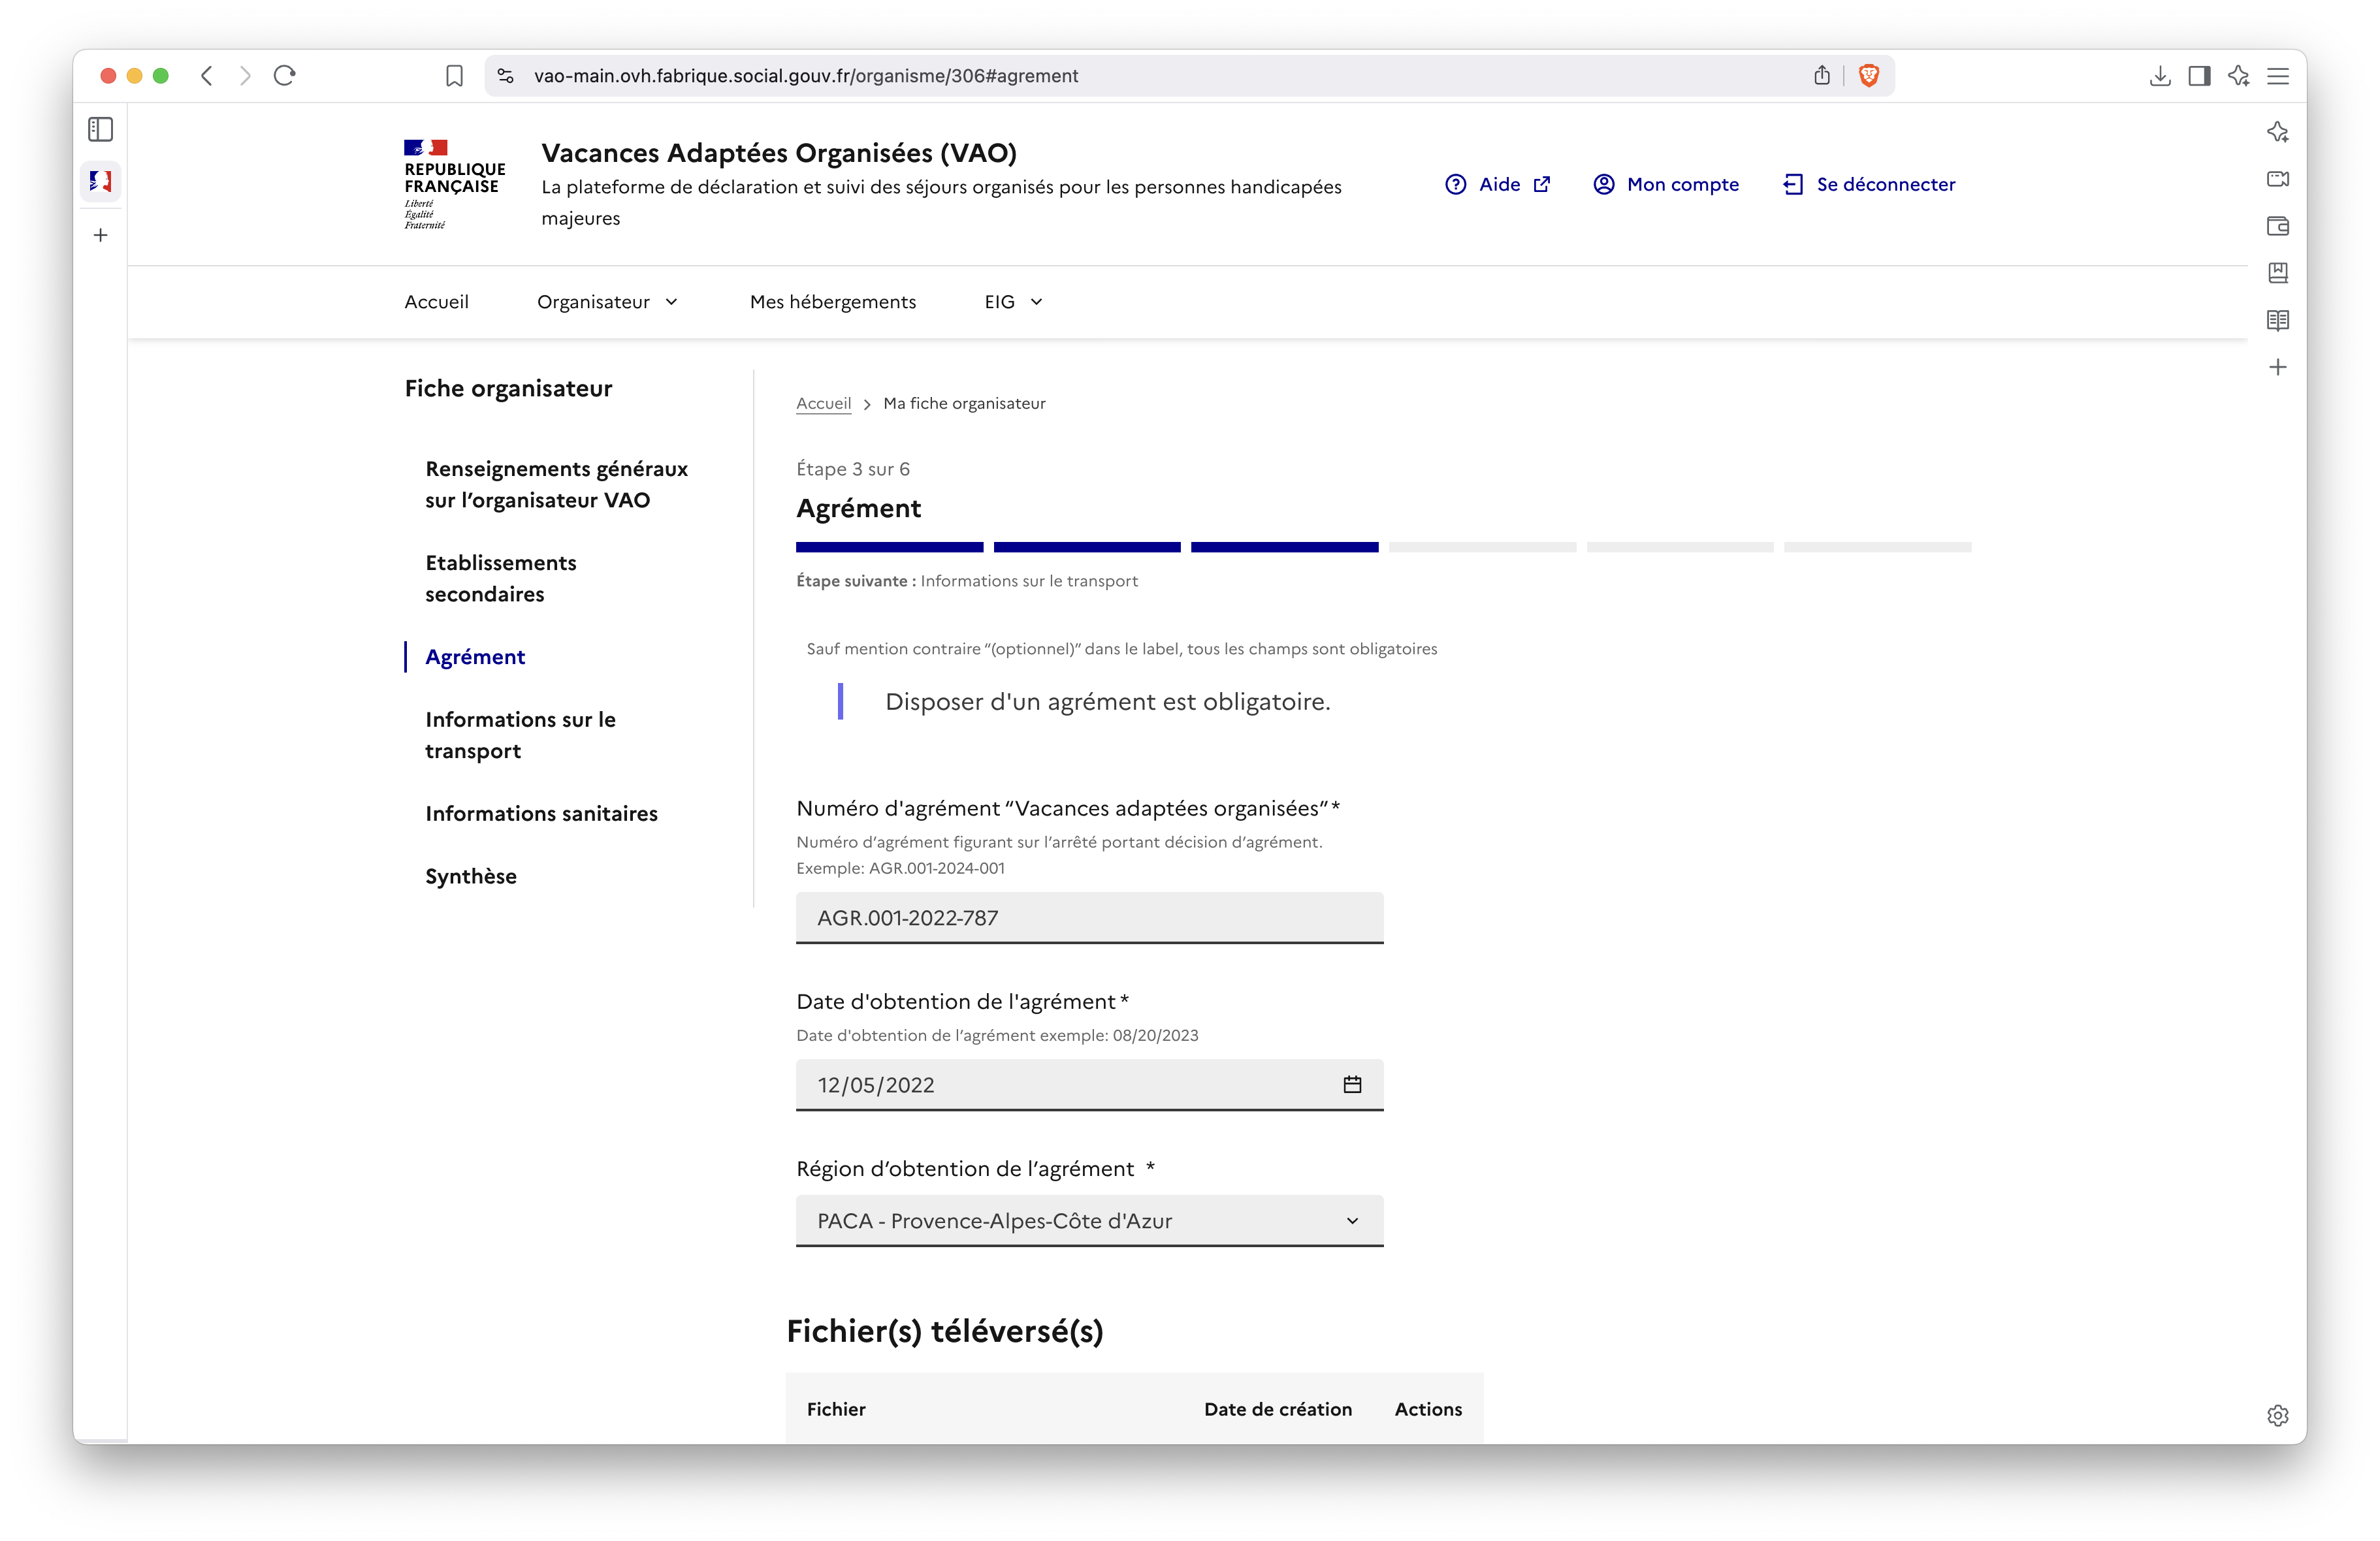 vao-main.ovh.fabrique.social.gouv.fr/organisme/306#agrement
REPUBLIQUE
FRANÇAISE
Liberté
Égalité
Fraternité
Vacances Adaptées Organisées (VAO)
La plateforme de déclaration et suivi des séjours organisés pour les personnes handicapées
majeures
Aide
Mon compte
Se déconnecter
Accueil
Organisateur
Mes hébergements
EIG
Fiche organisateur
Renseignements généraux
sur l’organisateur VAO
Etablissements
secondaires
Agrément
Informations sur le
transport
Informations sanitaires
Synthèse
Accueil > Ma fiche organisateur
Étape 3 sur 6
Agrément
Étape suivante : Informations sur le transport
Sauf mention contraire “(optionnel)” dans le label, tous les champs sont obligatoires
Disposer d'un agrément est obligatoire.
Numéro d'agrément “Vacances adaptées organisées” *
Numéro d’agrément figurant sur l’arrêté portant décision d’agrément.
Exemple: AGR.001-2024-001
AGR.001-2022-787
Date d'obtention de l'agrément *
Date d'obtention de l’agrément exemple: 08/20/2023
12/05/2022
Région d’obtention de l’agrément *
PACA - Provence-Alpes-Côte d'Azur
Fichier(s) téléversé(s)
Fichier
Date de création
Actions